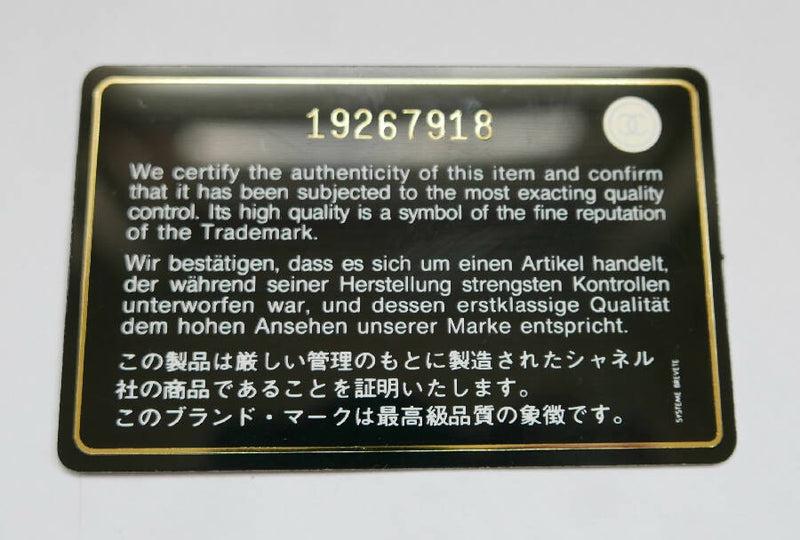 19267918
We certify the authenticity of this item and confirm
that it has been subjected to the most exacting quality
control. Its high quality is a symbol of the fine reputation
of the Trademark.
Wir bestätigen, dass es sich um einen Artikel handelt,
der während seiner Herstellung strengsten Kontrollen
unterworfen war, und dessen erstklassige Qualität
dem hohen Ansehen unserer Marke entspricht.
この製品は厳しい管理のもとに製造されたシャネル
社の商品であることを証明いたします。
このブランド・マークは最高級品質の象徴です。
SYSTEME BREVETE